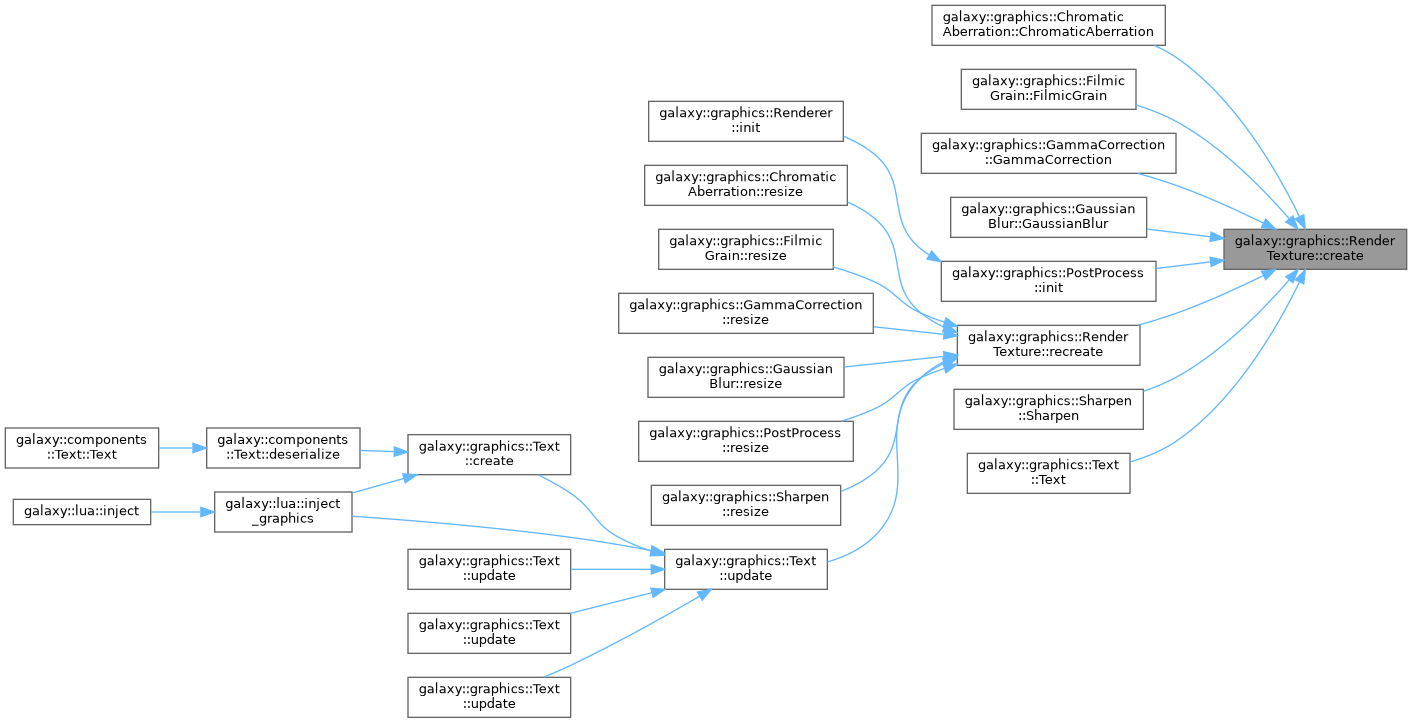 galaxy::graphics::Chromatic
Aberration::ChromaticAberration
galaxy::graphics::Filmic
Grain::FilmicGrain
galaxy::graphics::Renderer
::init
galaxy::graphics::GammaCorrection
::GammaCorrection
galaxy::graphics::Chromatic
Aberration::resize
galaxy::graphics::Gaussian
Blur::GaussianBlur
galaxy::graphics::Render
Texture::create
galaxy::graphics::Filmic
Grain::resize
galaxy::graphics::PostProcess
::init
galaxy::graphics::GammaCorrection
::resize
galaxy::graphics::Render
Texture::recreate
galaxy::graphics::Gaussian
Blur::resize
galaxy::graphics::Sharpen
::Sharpen
galaxy::graphics::PostProcess
::resize
galaxy::components
::Text::Text
galaxy::components
::Text::deserialize
galaxy::graphics::Text
::create
galaxy::graphics::Text
::Text
galaxy::graphics::Sharpen
::resize
galaxy::lua::inject
galaxy::lua::inject
_graphics
galaxy::graphics::Text
::update
galaxy::graphics::Text
::update
galaxy::graphics::Text
::update
galaxy::graphics::Text
::update